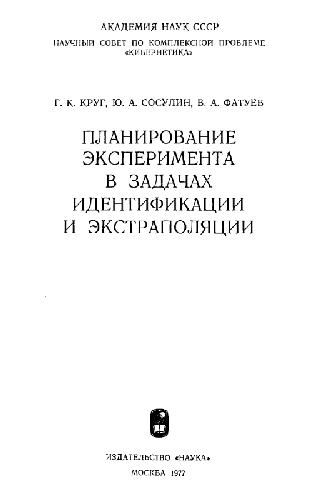 АКАДЕМИЯ НАУК СССР
НАУЧНЫЙ СОВЕТ ПО КОМПЛЕКСНОЙ ПРОБЛЕМЕ
«КИБЕРНЕТИКА»
Г. К. КРУГ, Ю. А. СОСУЛИН, В. А. ФАТУЕВ
ПЛАНИРОВАНИЕ
ЭКСПЕРИМЕНТА
В ЗАДАЧАХ
ИДЕНТИФИКАЦИИ
И ЭКСТРАПОЛЯЦИИ
ИЗДАТЕЛЬСТВО «НАУКА»
МОСКВА 1977